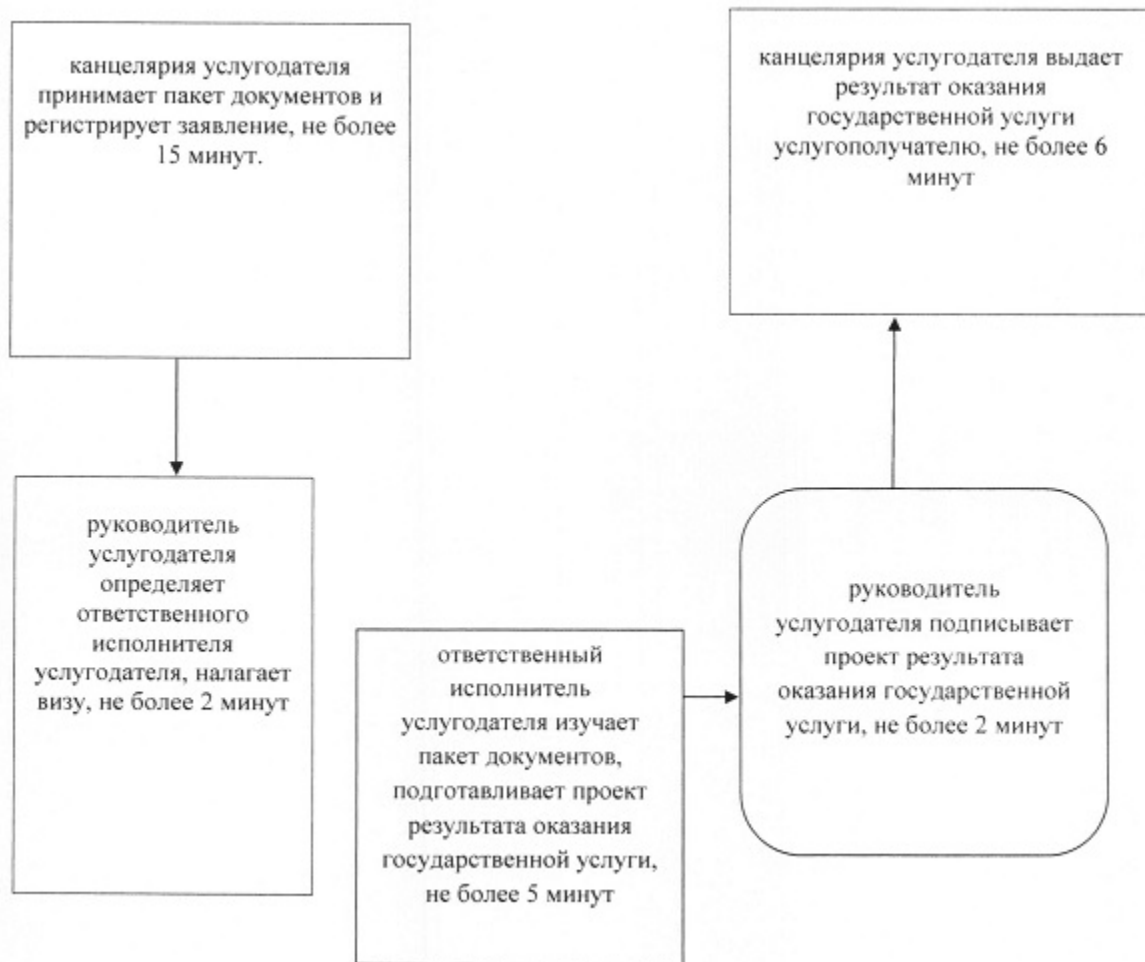 канцелярия услугодателя
принимает пакет документов и
регистрирует заявление, не более
15 минут.
руководитель
услугодателя
определяет
ответственного
исполнителя
услугодателя, налагает
визу, не более 2 минут
ответственный
исполнитель
услугодателя изучает
пакет документов,
подготавливает проект
результата оказания
государственной услуги,
не более 5 минут
руководитель
услугодателя подписывает
проект результата
оказания государственной
услуги, не более 2 минут
канцелярия услугодателя выдает
результат оказания
государственной услуги
услугополучателю, не более 6
минут